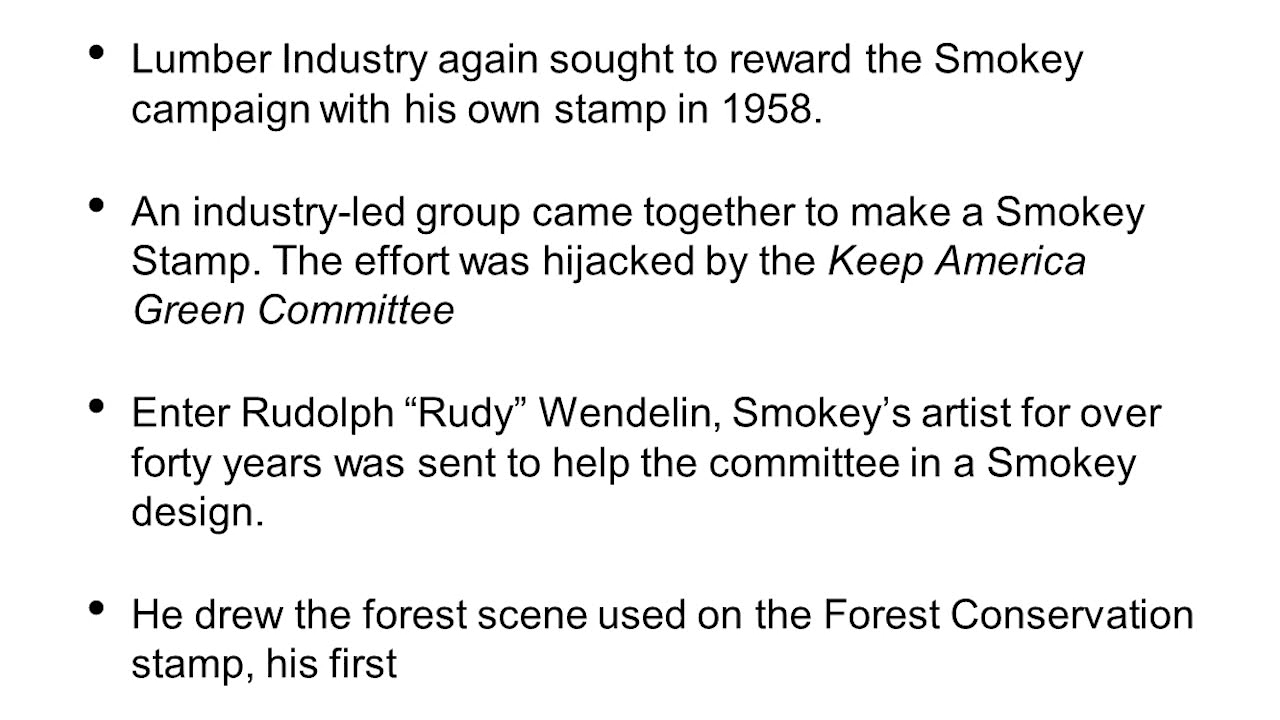 • Lumber Industry again sought to reward the Smokey
campaign with his own stamp in 1958.
• An industry-led group came together to make a Smokey
Stamp. The effort was hijacked by the Keep America
Green Committee
• Enter Rudolph “Rudy” Wendelin, Smokey’s artist for over
forty years was sent to help the committee in a Smokey
design.
• He drew the forest scene used on the Forest Conservation
stamp, his first